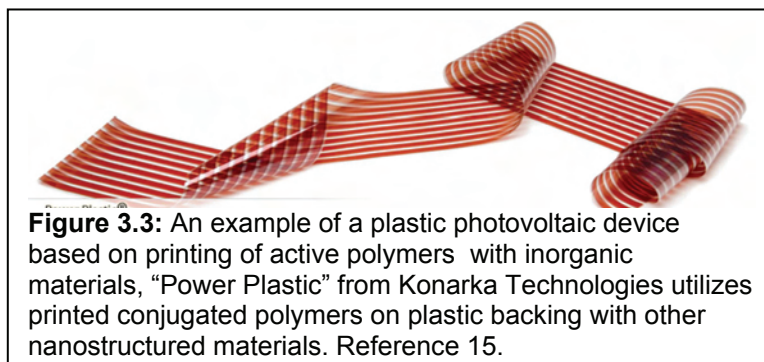 Figure 3.3: An example of a plastic photovoltaic device
based on printing of active polymers  with inorganic
materials, “Power Plastic” from Konarka Technologies utilizes
printed conjugated polymers on plastic backing with other
nanostructured materials. Reference 15.